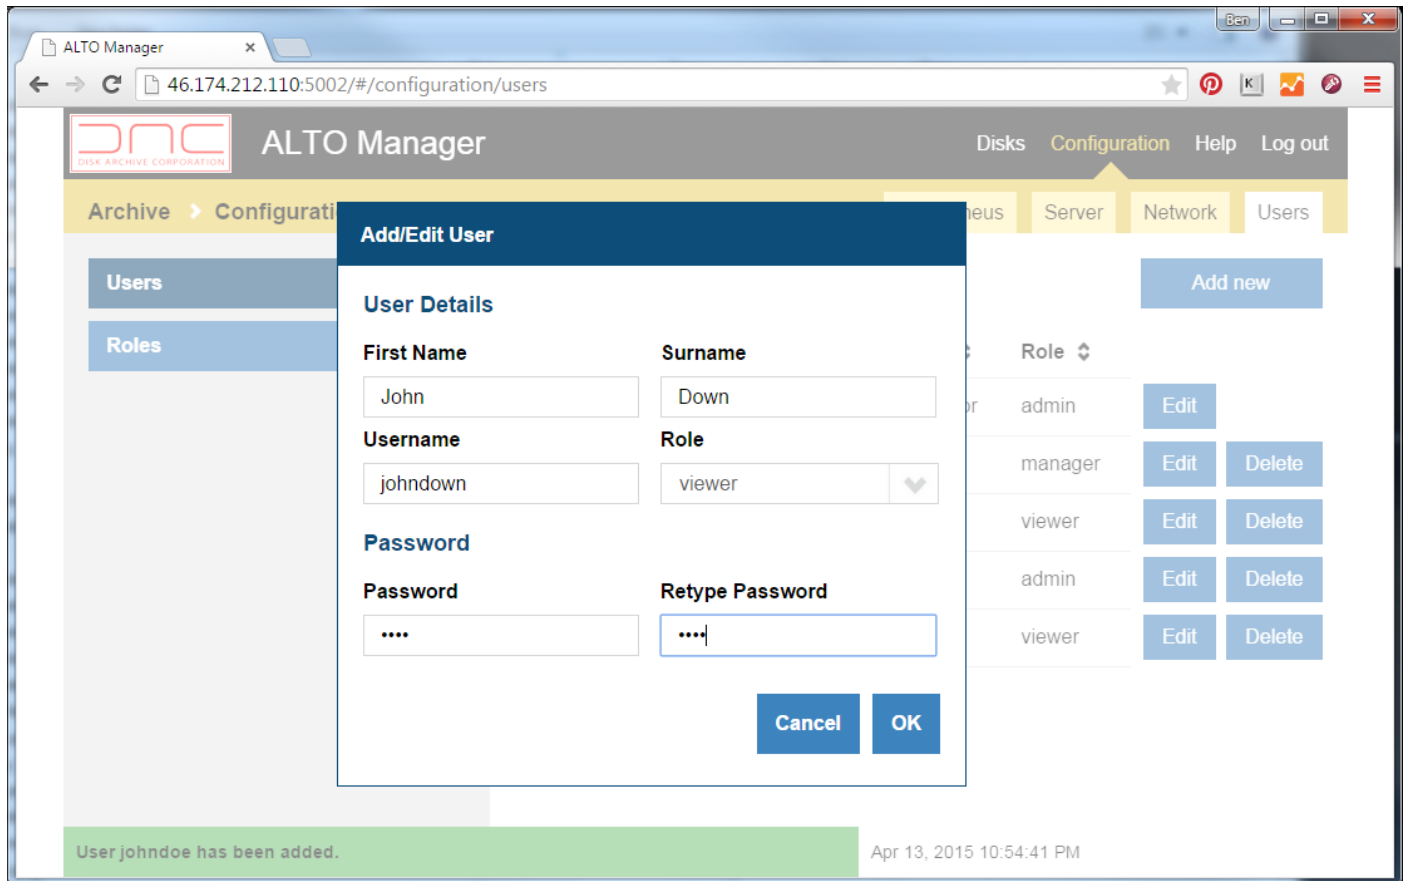 Ben
ALTO Manager
46.174.212.110:5002/#/configuration/users
DISK ARCHIVE CORPORATION
ALTO Manager
Disks Configuration Help Log out
Archive Configurati
neus Server Network Users
Add/Edit User
Users
Add new
User Details
Roles
First Name Surname
Role
John Down
or admin Edit
Username Role
johndown viewer
manager Edit Delete
viewer Edit Delete
Password
Password Retype Password
admin Edit Delete
•••• ••••
viewer Edit Delete
Cancel OK
User johndoe has been added.
Apr 13, 2015 10:54:41 PM